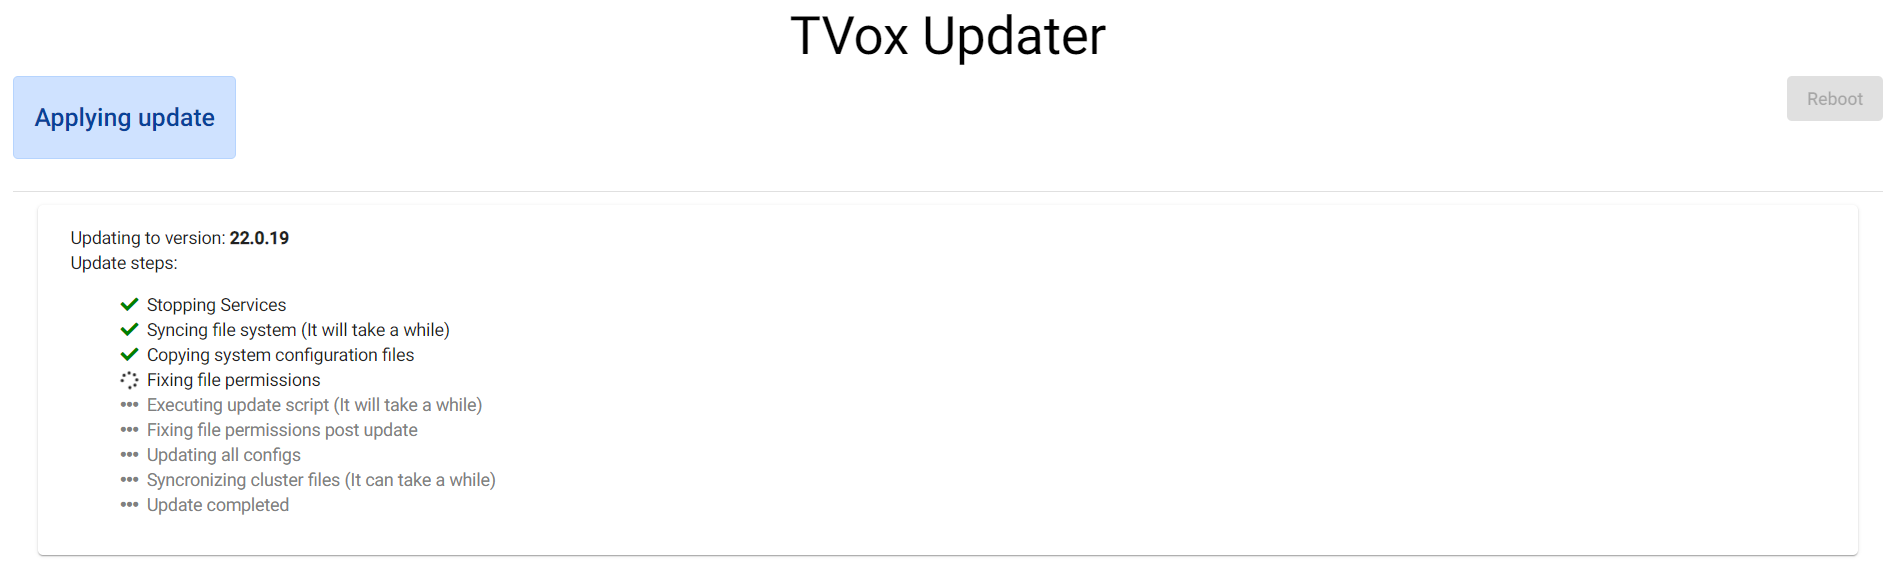 TVox Updater
Applying update
Reboot
Updating to version: 22.0.19
Update steps:
Stopping Services
Syncing file system (It will take a while)
Copying system configuration files
Fixing file permissions
Executing update script (It will take a while)
Fixing file permissions post update
Updating all configs
Syncronizing cluster files (It can take a while)
Update completed